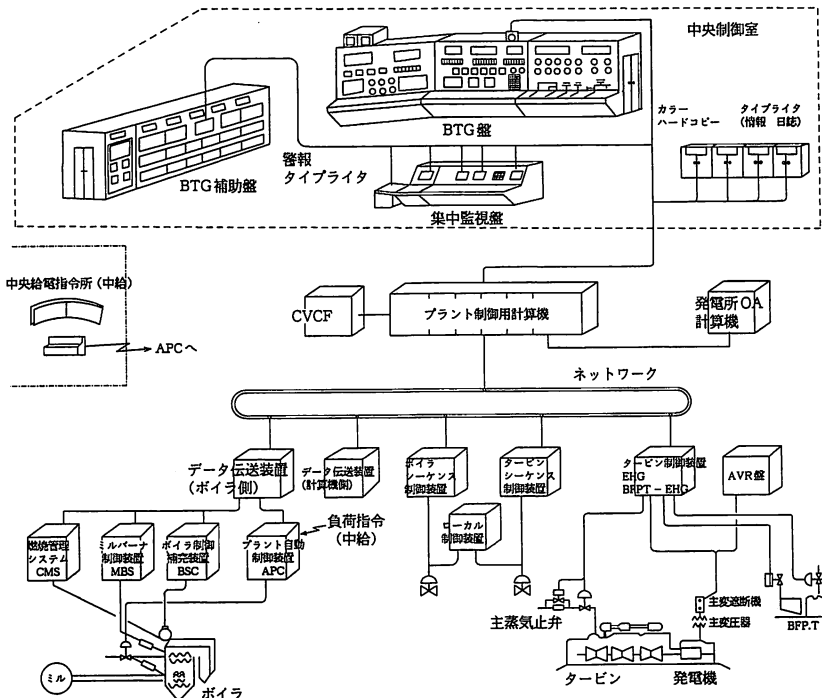 中央制御室
カラー タイプライタ
ハードコピー (情報 日誌)
BTG盤
警報
タイプライタ
BTG補助盤
集中監視盤
中央給電指令所(中給)
APCへ
CVCF
プラント制御用計算機
発電所OA
計算機
ネットワーク
データ伝送装置
(ボイラ側)
データ伝送装置
(計算機側)
ボイラ
シーケンス
制御装置
タービン
シーケンス
制御装置
タービン制御装置
EHG
BFPT-EHG
AVR盤
ローカル
制御装置
負荷指令
(中給)
燃焼管理
システム
CMS
ミルバーナ
制御装置
MBS
ボイラ制御
補完装置
BSC
プラント自動
制御装置
APC
主蒸気止弁
主変遮断機
主変圧器
BFP.T
ミル
ボイラ
タービン
発電機